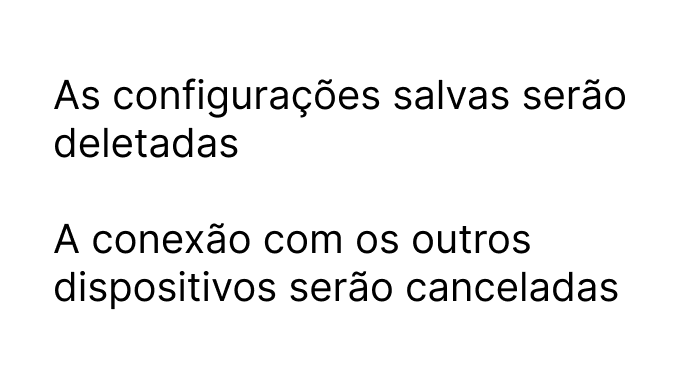 As configurações salvas serão
deletadas
A conexão com os outros
dispositivos serão canceladas